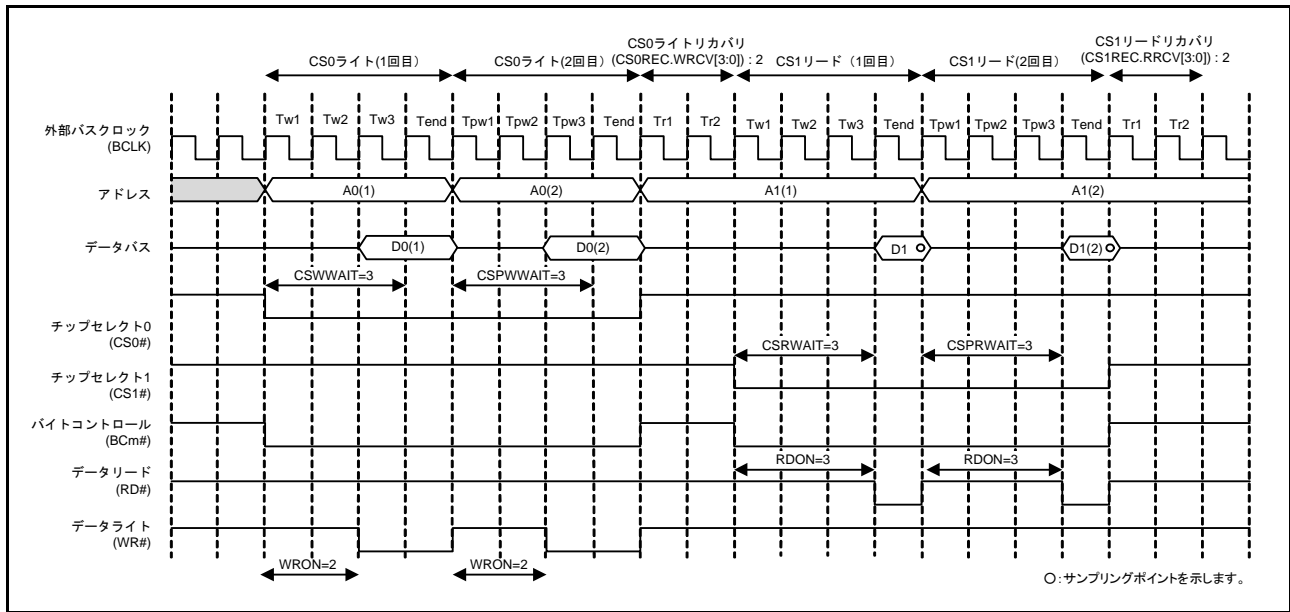 CS0ライトリカバリ
CS1リードリカバリ
CS0ライト(1回目)
CS0ライト(2回目)
(CS0REC.WRCV[3:0]) : 2
CS1リード (1回目)
CS1リード(2回目)
(CS1REC.RRCV[3:0]) : 2
Tw1 Tw2 Tw3 Tend Tpw1 Tpw2 Tpw3 Tend Tr1 Tr2 Tw1 Tw2 Tw3 Tend Tpw1 Tpw2 Tpw3 Tend Tr1 Tr2
外部バスクロック
(BCLK)
アドレス
A0(1) A0(2) A1(1) A1(2)
データバス
D0(1) D0(2) D1 D1(2)
CSWWAIT=3 CSPWWAIT=3
チップセレクト0
(CS0#)
CSRWAIT=3 CSPRWAIT=3
チップセレクト1
(CS1#)
バイトコントロール
(BCm#)
RDON=3 RDON=3
データリード
(RD#)
データライト
(WR#)
WRON=2 WRON=2
○:サンプリングポイントを示します。